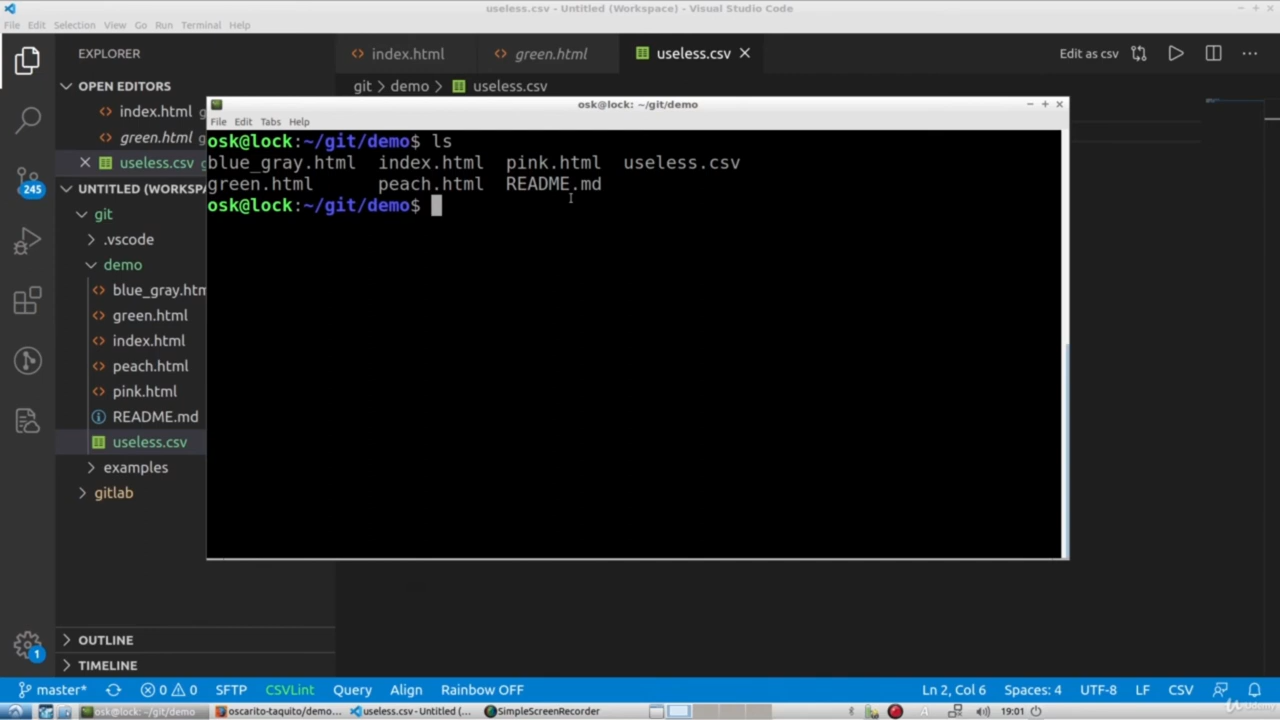 useless.csv - Untitled (Workspace) - Visual Studio Code
File Edit Selection View Go Run Terminal Help
EXPLORER
index.html
green.html
useless.csv
Edit as csv
OPEN EDITORS
git > demo > useless.csv
index.html g
green.html g
useless.csv g
UNTITLED (WORKSPA
245
git
.vscode
demo
blue_gray.htm
green.html
index.html
peach.html
pink.html
README.md
useless.csv
examples
gitlab
osk@lock: ~/git/demo
File Edit Tabs Help
osk@lock:~/git/demo$ ls
blue_gray.html index.html pink.html useless.csv
green.html peach.html README.md
osk@lock:~/git/demo$
OUTLINE
TIMELINE
1
master* 0 0 SFTP CSVLint Query Align Rainbow OFF Ln 2, Col 6 Spaces: 4 UTF-8 LF CSV
osk@lock: ~/git/demo oscarito-taquito/demo... useless.csv - Untitled (... SimpleScreenRecorder A 19:01
Udemy